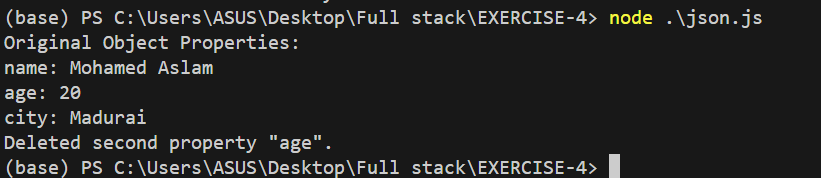 (base) PS C:\Users\ASUS\Desktop\Full stack\EXERCISE-4> node .\json.js
Original Object Properties:
name: Mohamed Aslam
age: 20
city: Madurai
Deleted second property "age".
(base) PS C:\Users\ASUS\Desktop\Full stack\EXERCISE-4>